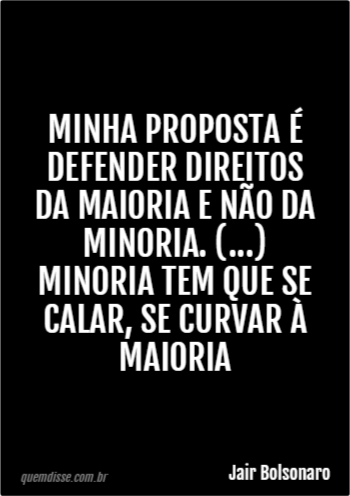 MINHA PROPOSTA É
DEFENDER DIREITOS
DA MAIORIA E NÃO DA
MINORIA. (...)
MINORIA TEM QUE SE
CALAR, SE CURVAR À
MAIORIA
quemdisse.com.br
Jair Bolsonaro